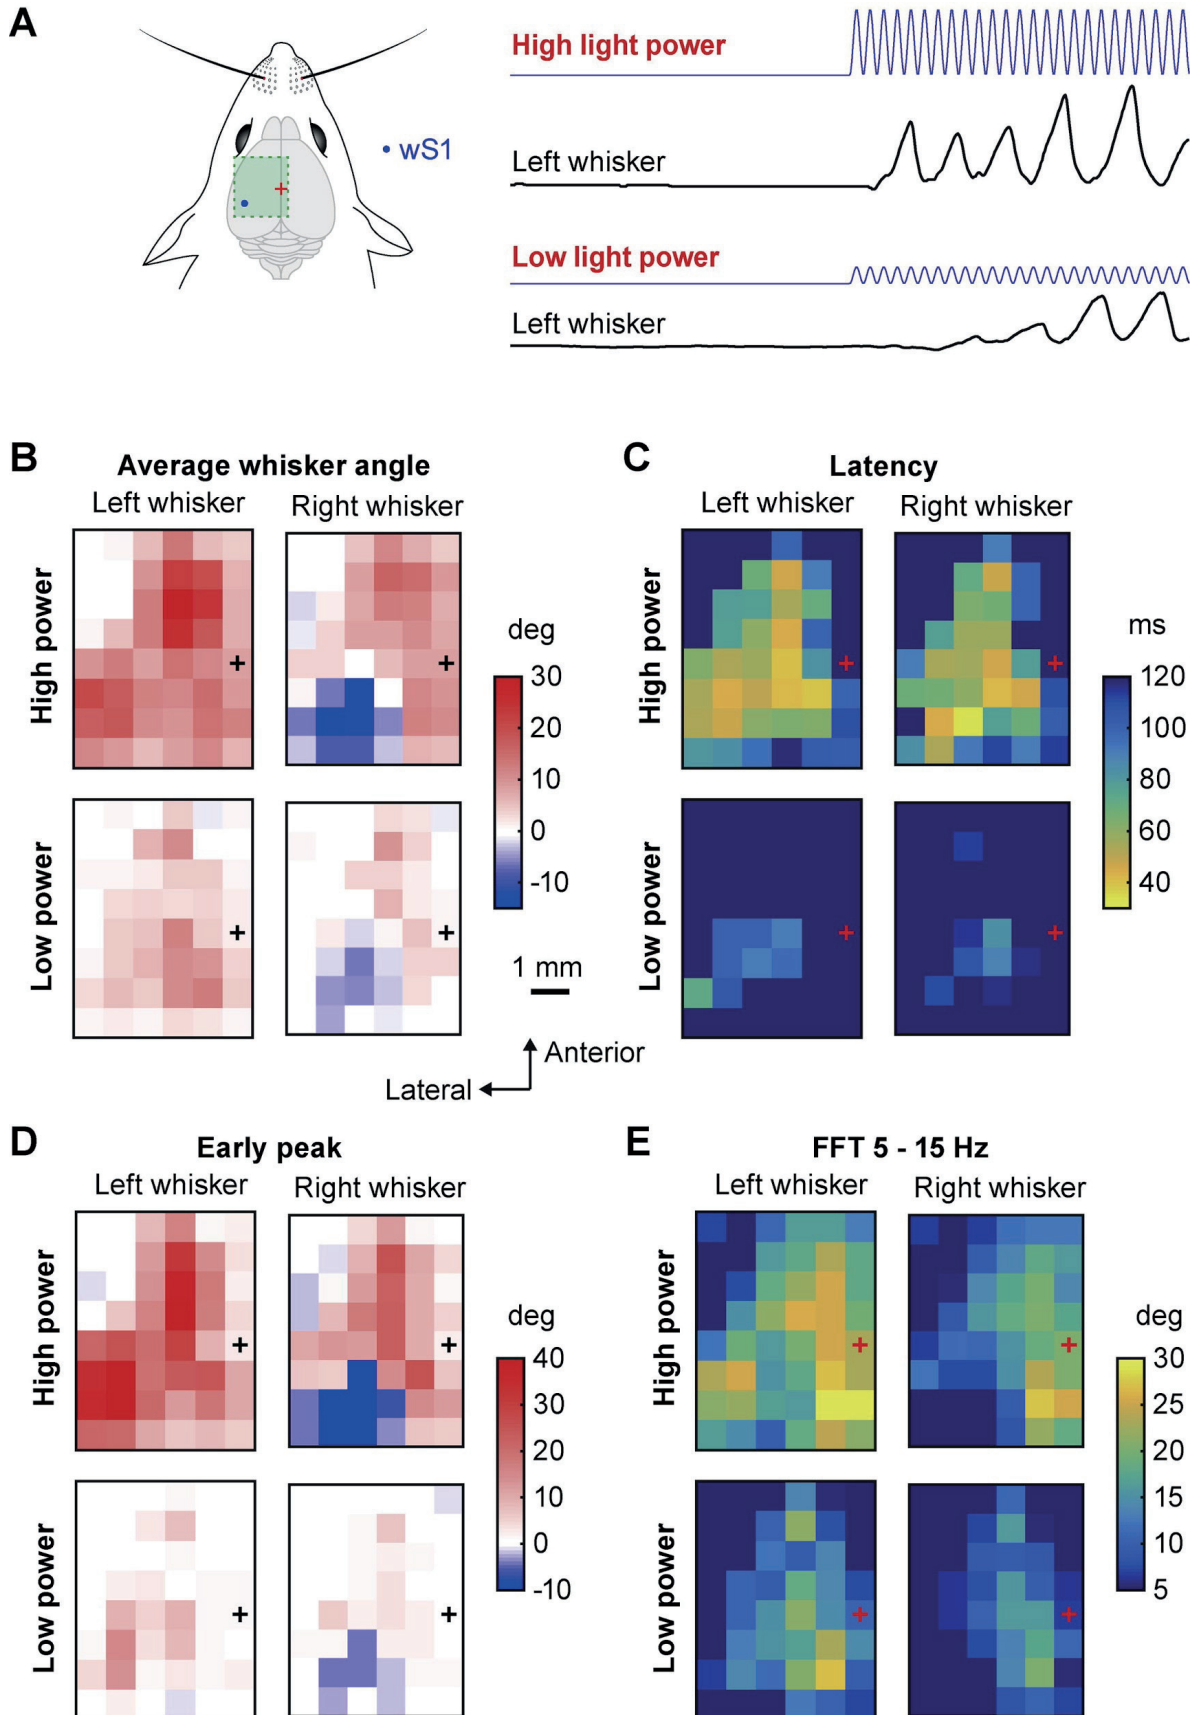 A
wS1
High light power
Left whisker
Low light power
Left whisker
B
Average whisker angle
Left whisker
Right whisker
High power
Low power
deg
30
20
10
0
-10
1 mm
Anterior
Lateral
C
Latency
Left whisker
Right whisker
High power
Low power
ms
120
100
80
60
40
D
Early peak
Left whisker
Right whisker
High power
Low power
deg
40
30
20
10
0
-10
E
FFT 5 - 15 Hz
Left whisker
Right whisker
High power
Low power
deg
30
25
20
15
10
5